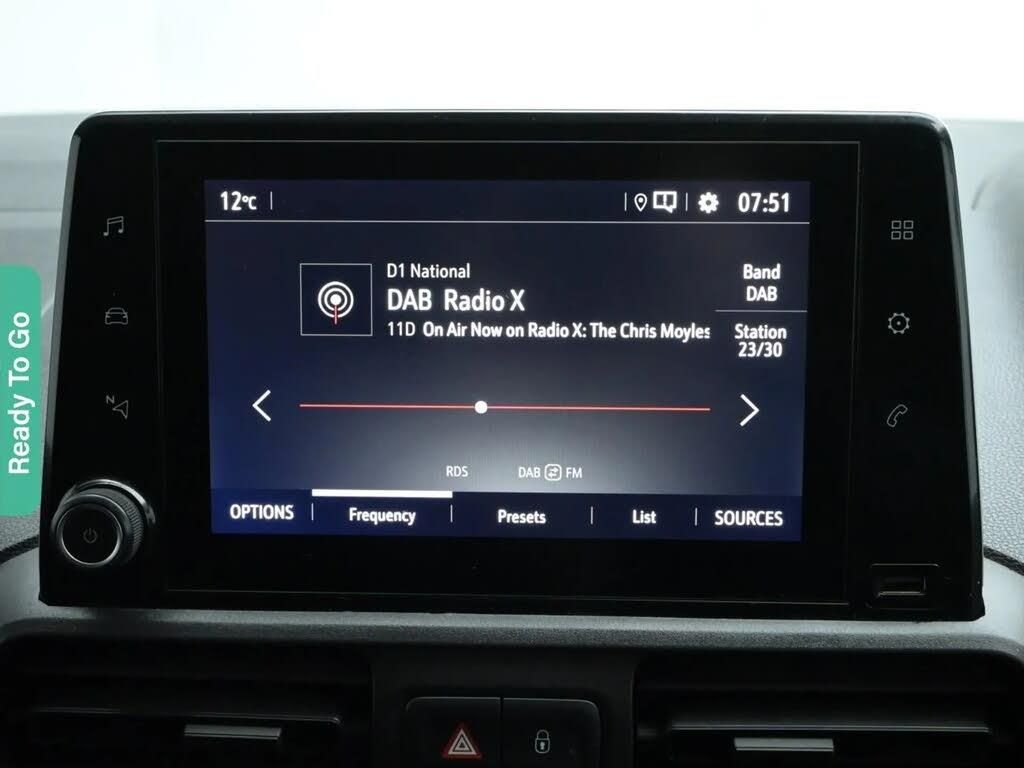 12°C
07:51
D1 National
DAB Radio X
11D On Air Now on Radio X: The Chris Moyles
Band
DAB
Station
23/30
N
RDS
DAB FM
OPTIONS
Frequency
Presets
List
SOURCES
Ready To Go